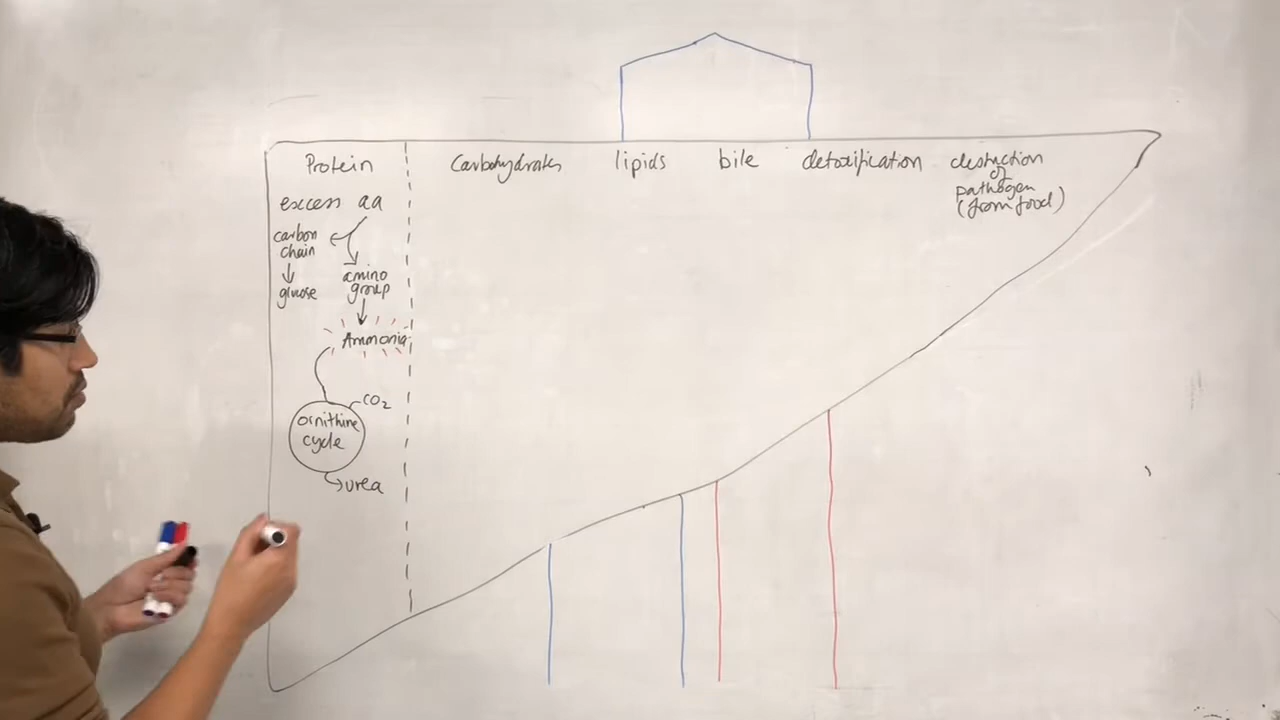 Protein
Carbohydrates
lipids
bile
detoxification
destruction
of
pathogen
(from food)
excess aa
carbon
chain
glucose
amino
group
Ammonia
CO2
ornithine
cycle
urea